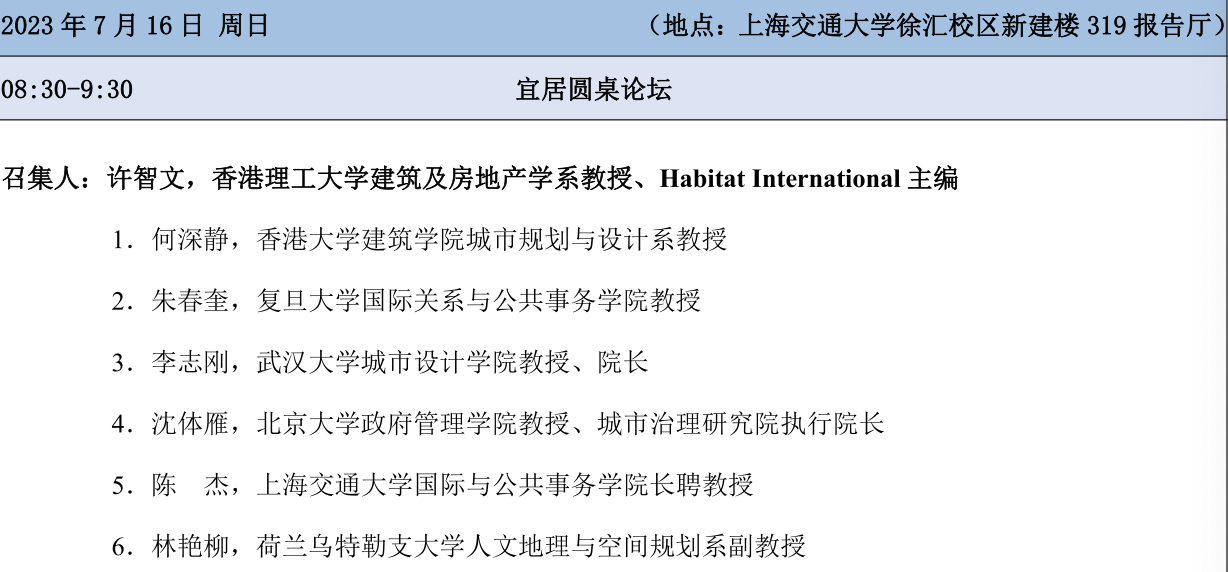 2023 年 7 月 16 日 周日 （地点：上海交通大学徐汇校区新建楼 319 报告厅）
08:30-9:30 宜居圆桌论坛
召集人：许智文，香港理工大学建筑及房地产学系教授、Habitat International 主编
1. 何深静，香港大学建筑学院城市规划与设计系教授
2. 朱春奎，复旦大学国际关系与公共事务学院教授
3. 李志刚，武汉大学城市设计学院教授、院长
4. 沈体雁，北京大学政府管理学院教授、城市治理研究院执行院长
5. 陈　杰，上海交通大学国际与公共事务学院长聘教授
6. 林艳柳，荷兰乌特勒支大学人文地理与空间规划系副教授